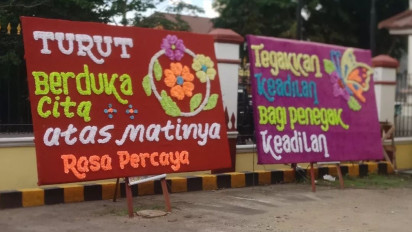 TURUT
Berduka
Cita
atas Matinya
Rasa Percaya
Tegakkan
Keadilan
Bagi Penegak
Keadilan